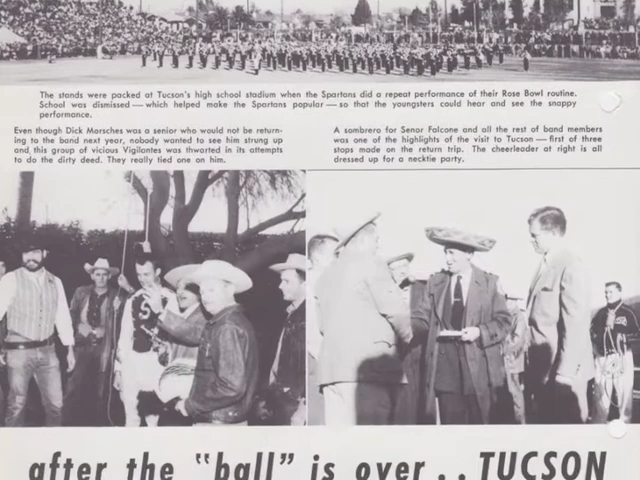 The stands were packed at Tucson's high school stadium when the Spartans did a repeat performance of their Rose Bowl routine.
School was dismissed — which helped make the Spartans popular — so that the youngsters could hear and see the snappy
performance.
Even though Dick Morsches was a senior who would not be return-
ing to the band next year, nobody wanted to see him strung up
and this group of vicious Vigilantes was thwarted in its attempts
to do the dirty deed. They really tied one on him.
A sombrero for Senor Falcone and all the rest of band members
was one of the highlights of the visit to Tucson — first of three
stops made on the return trip. The cheerleader at right is all
dressed up for a necktie party.
S
after the "ball" is over . . TUCSON